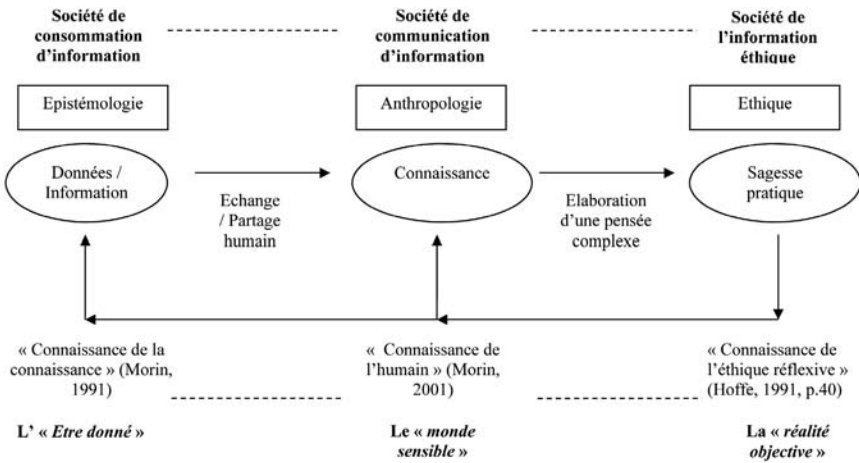 Société de
consommation
d’information
Société de
communication
d’information
Société de
l’information
éthique
Epistémologie
Anthropologie
Ethique
Données /
Information
Echange
/ Partage
humain
Connaissance
Elaboration
d’une pensée
complexe
Sagesse
pratique
« Connaissance de la
connaissance » (Morin,
1991)
« Connaissance de
l’humain » (Morin,
2001)
« Connaissance de
l’éthique réflexive »
(Hoffe, 1991, p.40)
L’ « Etre donné »
Le « monde
sensible »
La « réalité
objective »